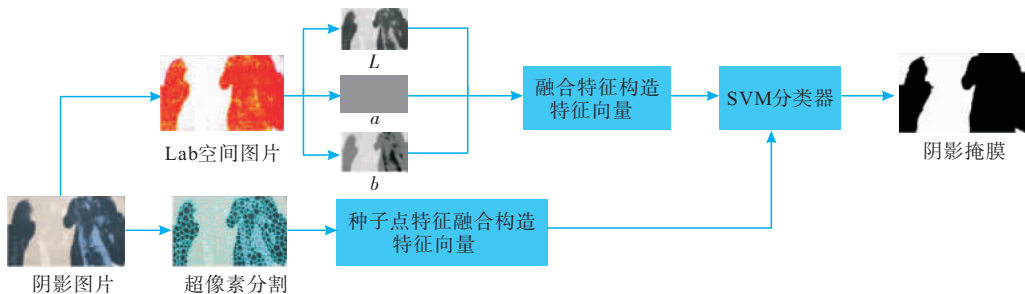 L
a
b
Lab空间图片
融合特征构造
特征向量
SVM分类器
阴影掩膜
阴影图片
超像素分割
种子点特征融合构造
特征向量